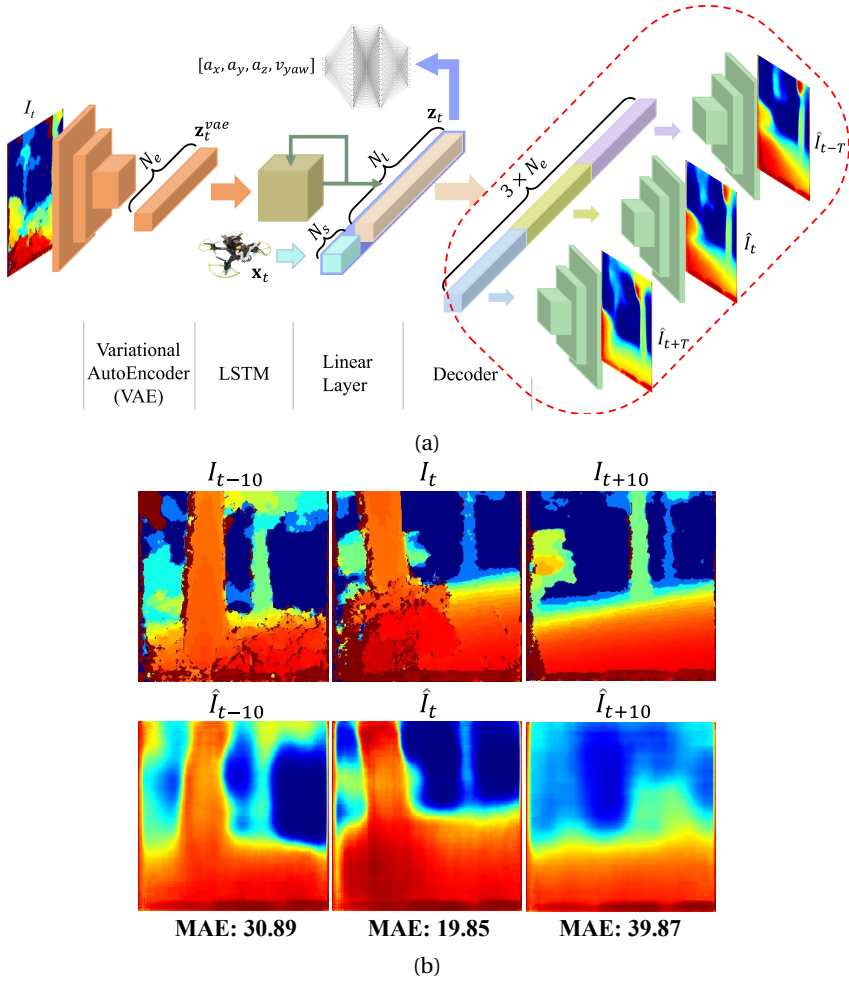 [a_x, a_y, a_z, v_yaw]
I_t
z_t^vae
N_e
z_t
N_l
N_s
x_t
3 × N_e
Î_{t-T}
Î_t
Î_{t+T}
Variational
AutoEncoder
(VAE)
LSTM
Linear
Layer
Decoder
(a)
I_{t-10} I_t I_{t+10}
Î_{t-10} Î_t Î_{t+10}
MAE: 30.89 MAE: 19.85 MAE: 39.87
(b)